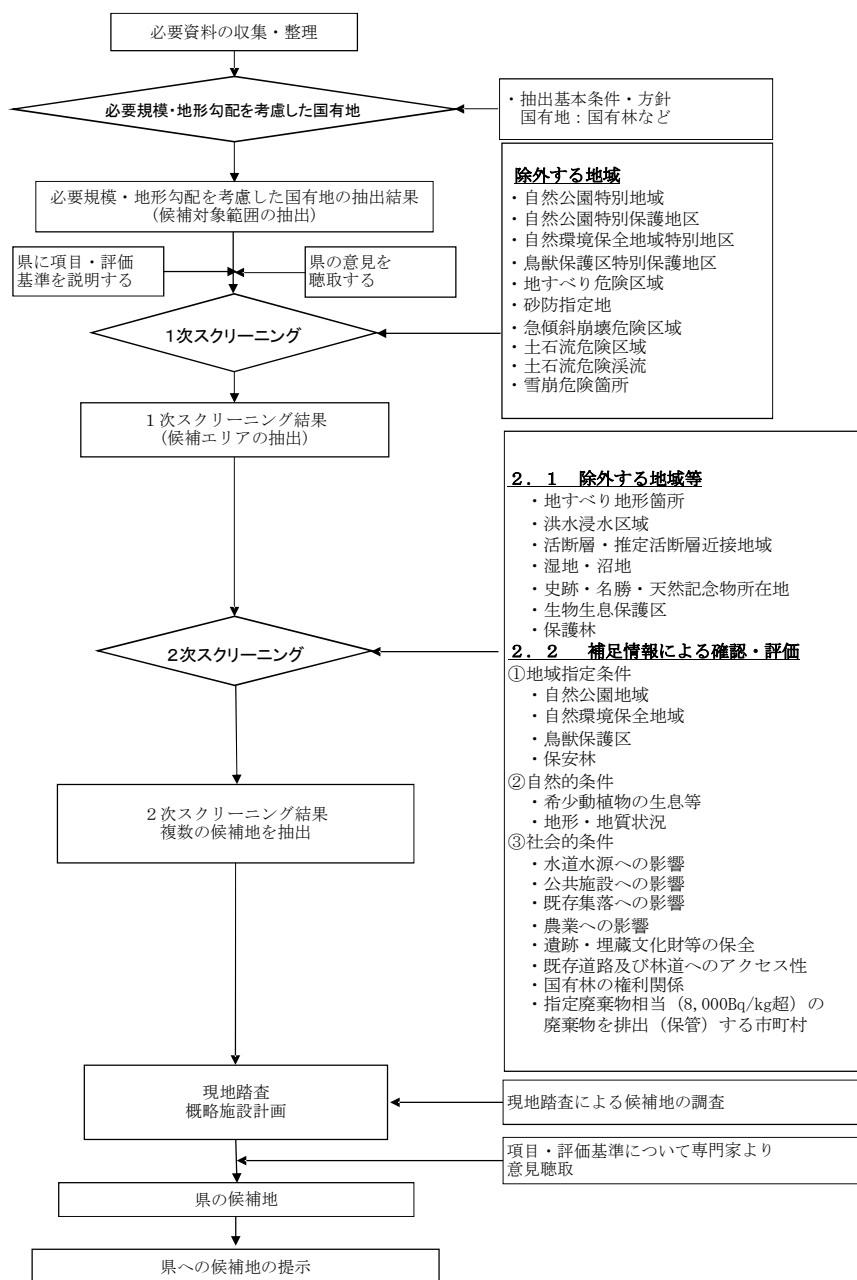 必要資料の収集・整理
必要規模・地形勾配を考慮した国有地
・抽出基本条件・方針
国有地：国有林など
必要規模・地形勾配を考慮した国有地の抽出結果
(候補対象範囲の抽出)
県に項目・評価
基準を説明する
県の意見を
聴取する
除外する地域
・自然公園特別地域
・自然公園特別保護地区
・自然環境保全地域特別地区
・鳥獣保護区特別保護地区
・地すべり危険区域
・砂防指定地
・急傾斜崩壊危険区域
・土石流危険区域
・土石流危険渓流
・雪崩危険箇所
1次スクリーニング
１次スクリーニング結果
(候補エリアの抽出)
２．１　除外する地域等
・地すべり地形箇所
・洪水浸水区域
・活断層・推定活断層近接地域
・湿地・沼地
・史跡・名勝・天然記念物所在地
・生物生息保護区
・保護林
２．２　補足情報による確認・評価
①地域指定条件
・自然公園地域
・自然環境保全地域
・鳥獣保護区
・保安林
②自然的条件
・希少動植物の生息等
・地形・地質状況
③社会的条件
・水道水源への影響
・公共施設への影響
・既存集落への影響
・農業への影響
・遺跡・埋蔵文化財等の保全
・既存道路及び林道へのアクセス性
・国有林の権利関係
・指定廃棄物相当（8,000Bq/kg超）の
廃棄物を排出（保管）する市町村
2次スクリーニング
２次スクリーニング結果
複数の候補地を抽出
現地踏査
概略施設計画
現地踏査による候補地の調査
項目・評価基準について専門家より
意見聴取
県の候補地
県への候補地の提示